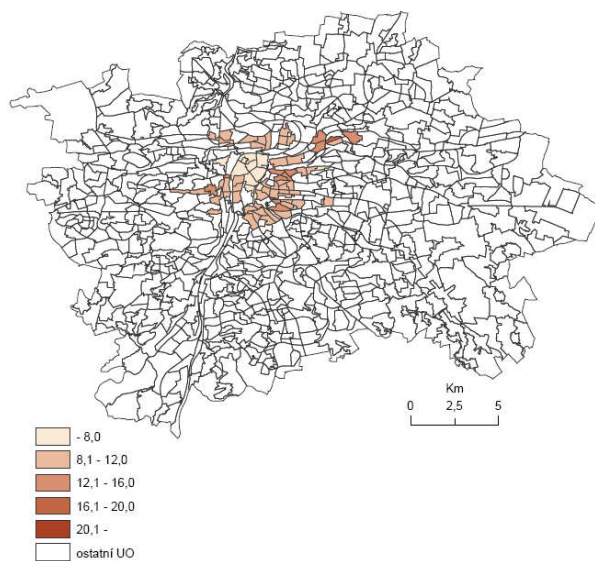 Km
0 2,5 5
- 8,0
8,1 - 12,0
12,1 - 16,0
16,1 - 20,0
20,1 -
ostatní UO